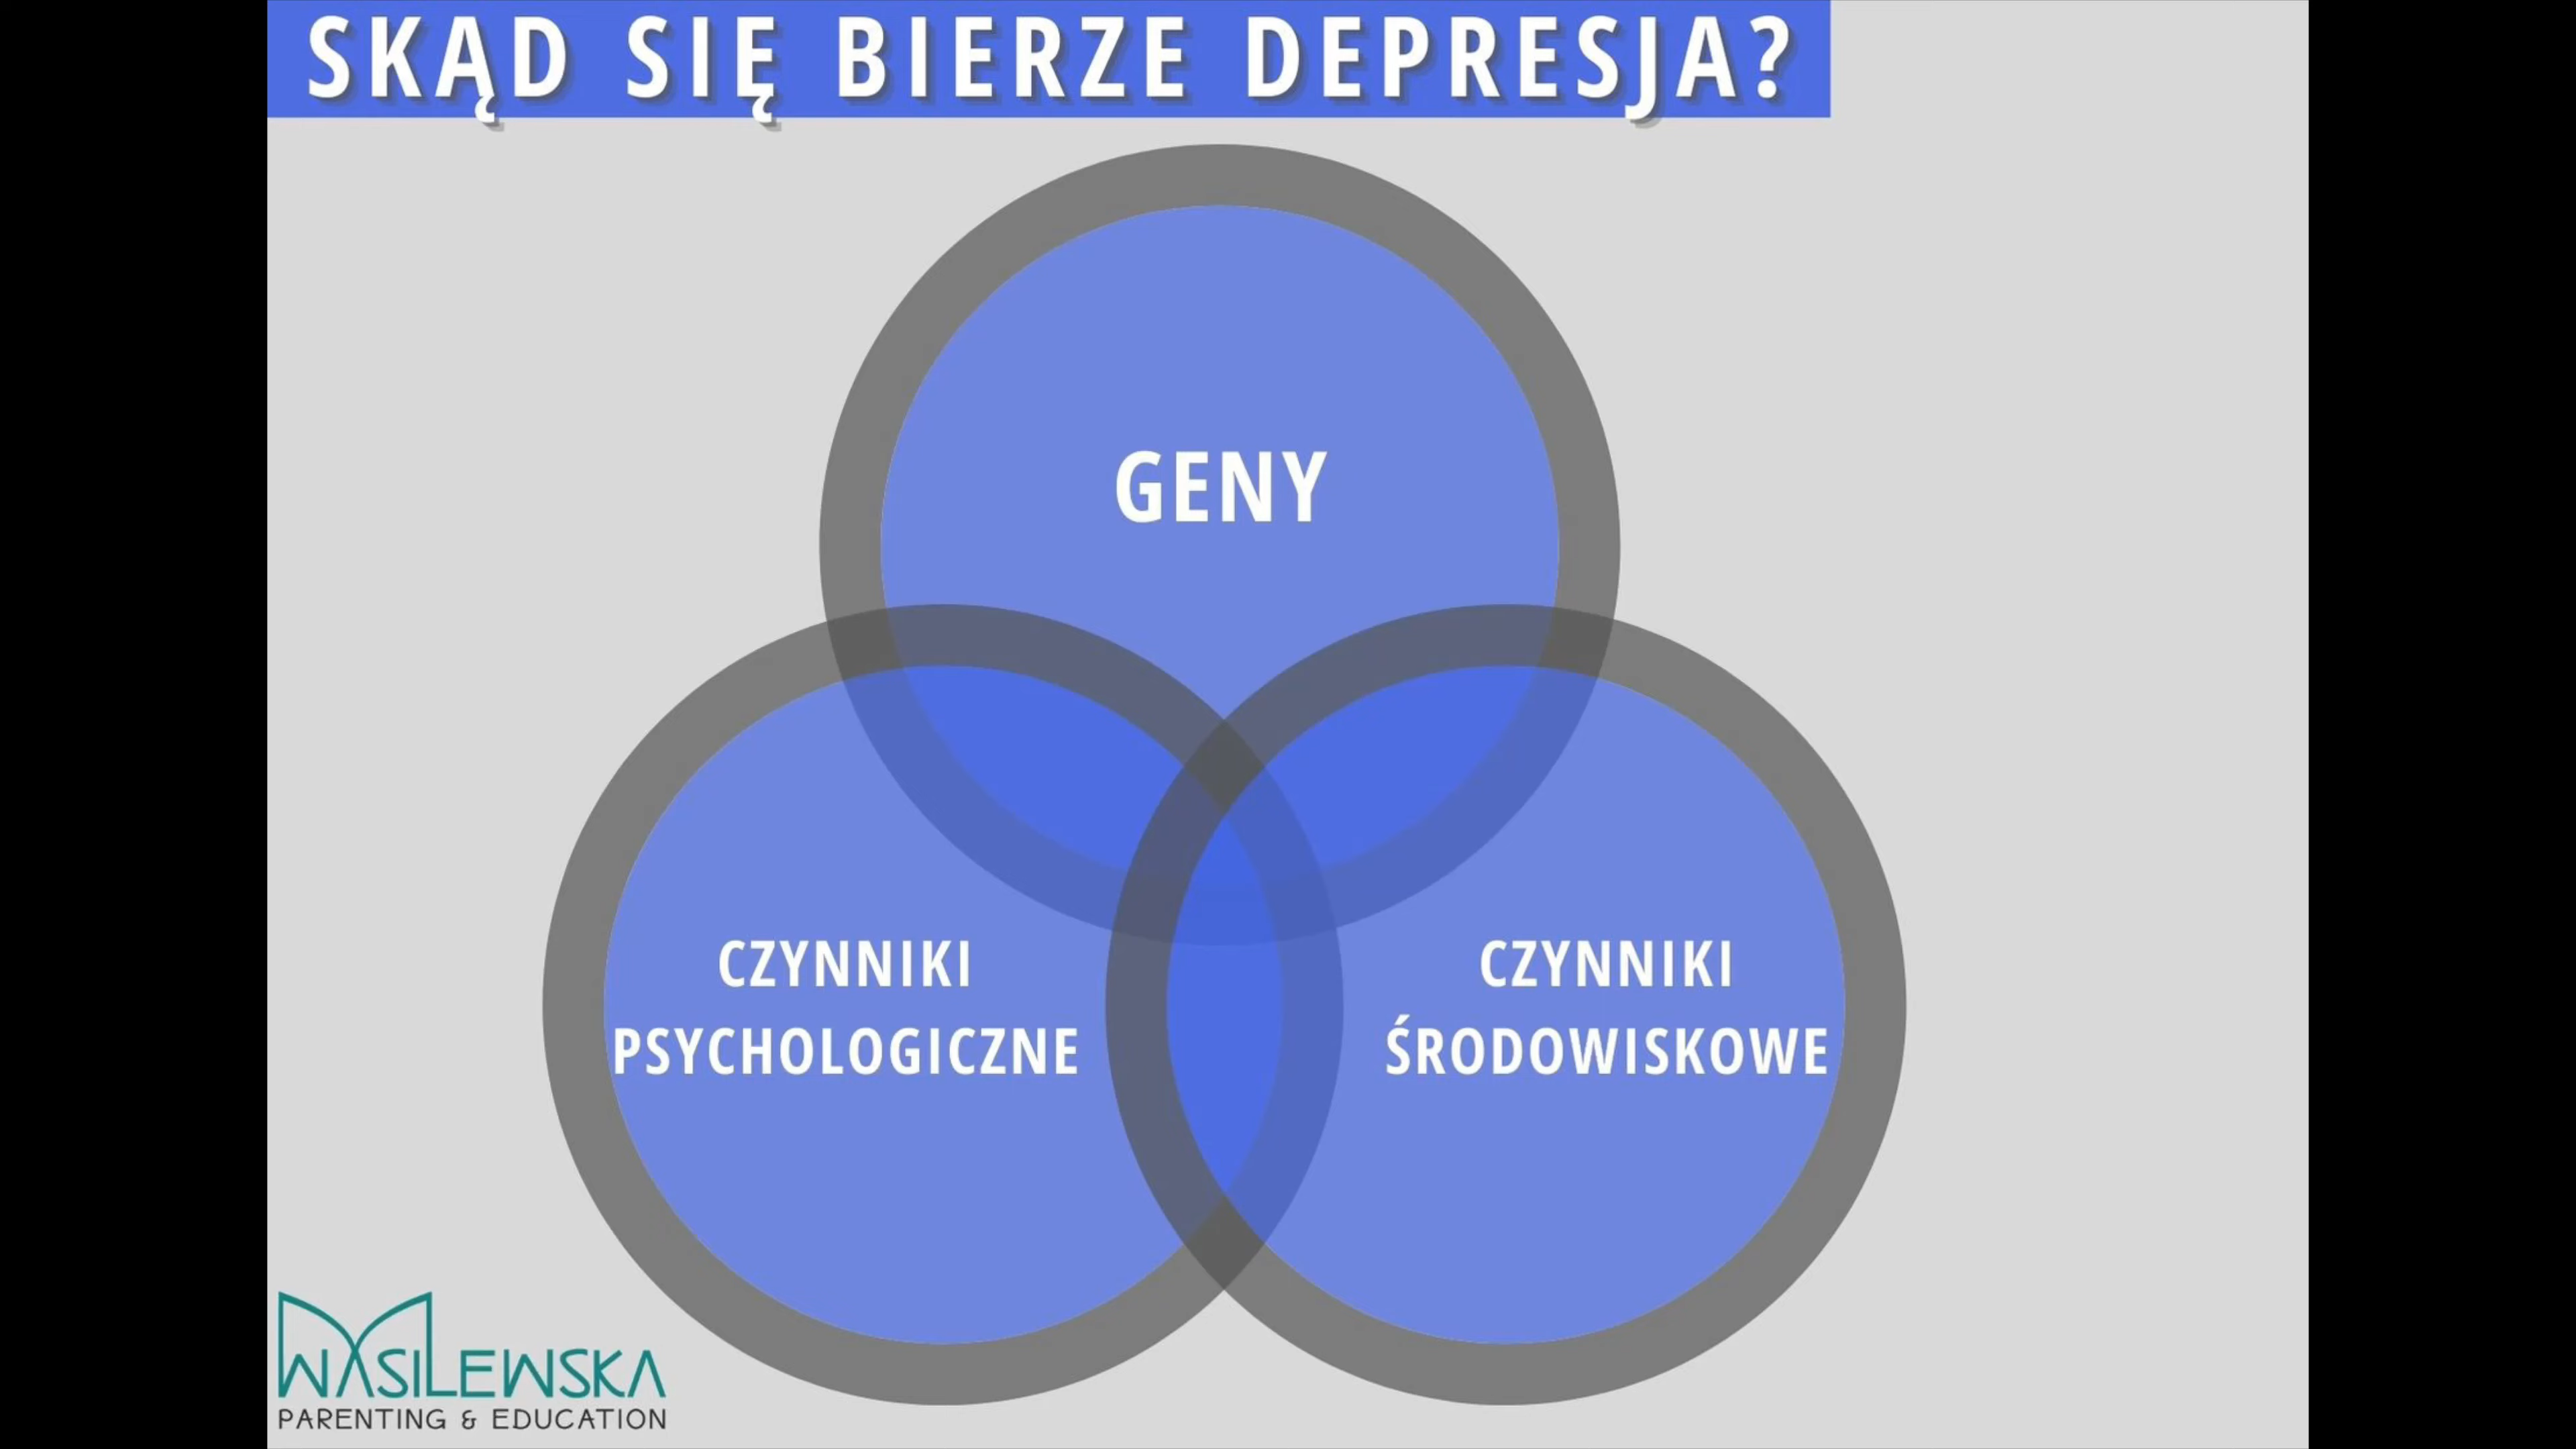 SKĄD SIĘ BIERZE DEPRESJA?
GENY
CZYNNIKI
PSYCHOLOGICZNE
CZYNNIKI
ŚRODOWISKOWE
WASILEWSKA
PARENTING & EDUCATION